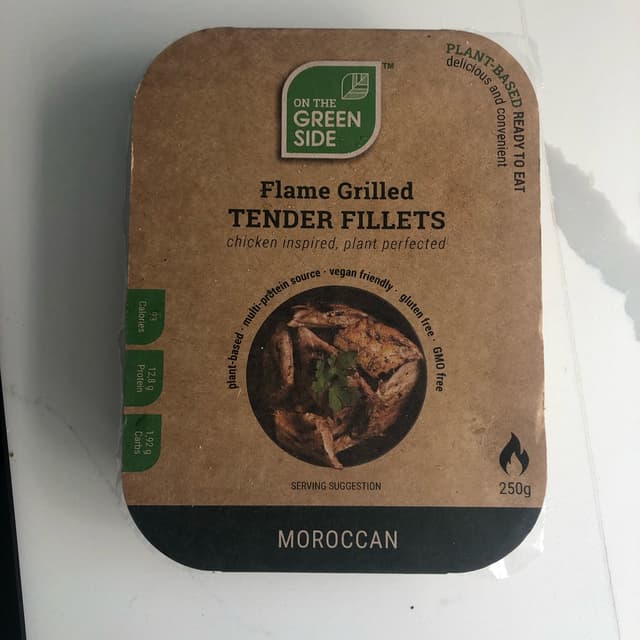 PLANT-BASED READY TO EAT
delicious and convenient
ON THE
GREEN
SIDE
TM
Flame Grilled
TENDER FILLETS
chicken inspired, plant perfected
plant-based · multi-protein source · vegan friendly · gluten free · GMO free
93
Calories
12,8 g
Protein
1,92 g
Carbs
SERVING SUGGESTION
250g
MOROCCAN